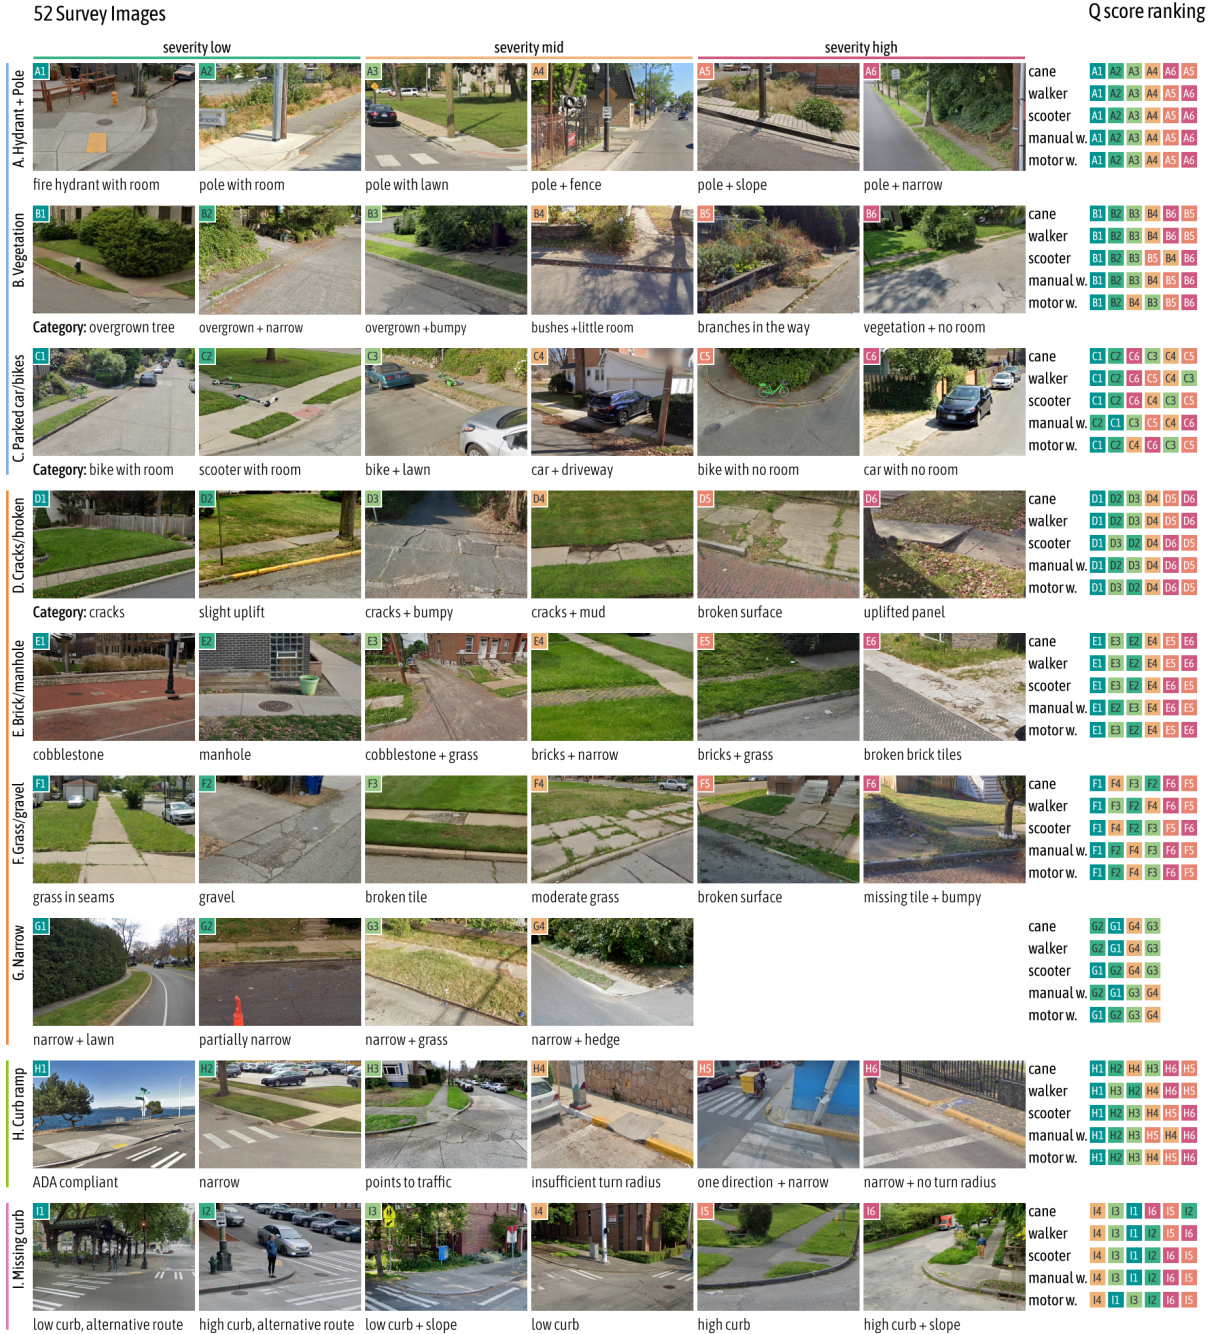 52 Survey Images
Q score ranking
severity low
severity mid
severity high
A. Hydrant + Pole
A1
A2
A3
A4
A5
A6
fire hydrant with room
pole with room
pole with lawn
pole + fence
pole + slope
pole + narrow
cane A1 A2 A3 A4 A6 A5
walker A1 A2 A3 A4 A5 A6
scooter A1 A2 A3 A4 A5 A6
manual w. A1 A2 A3 A4 A5 A6
motor w. A1 A2 A3 A4 A5 A6
B. Vegetation
B1
B2
B3
B4
B5
B6
Category: overgrown tree
overgrown + narrow
overgrown +bumpy
bushes +little room
branches in the way
vegetation + no room
cane B1 B2 B3 B4 B6 B5
walker B1 B2 B3 B4 B6 B5
scooter B1 B2 B3 B5 B4 B6
manual w. B1 B2 B3 B4 B5 B6
motor w. B1 B2 B4 B3 B5 B6
C. Parked car/bikes
C1
C2
C3
C4
C5
C6
Category: bike with room
scooter with room
bike + lawn
car + driveway
bike with no room
car with no room
cane C1 C2 C6 C3 C4 C5
walker C1 C2 C6 C5 C4 C3
scooter C1 C2 C6 C4 C3 C5
manual w. C2 C1 C3 C5 C4 C6
motor w. C1 C2 C4 C6 C3 C5
D. Cracks/broken
D1
D2
D3
D4
D5
D6
Category: cracks
slight uplift
cracks + bumpy
cracks + mud
broken surface
uplifted panel
cane D1 D2 D3 D4 D5 D6
walker D1 D2 D3 D4 D5 D6
scooter D1 D3 D2 D4 D6 D5
manual w. D1 D2 D3 D4 D6 D5
motor w. D1 D3 D2 D4 D6 D5
E. Brick/manhole
E1
E2
E3
E4
E5
E6
cobblestone
manhole
cobblestone + grass
bricks + narrow
bricks + grass
broken brick tiles
cane E1 E3 E2 E4 E5 E6
walker E1 E3 E2 E4 E5 E6
scooter E1 E3 E2 E4 E6 E5
manual w. E1 E2 E3 E4 E6 E5
motor w. E1 E3 E2 E4 E5 E6
F. Grass/gravel
F1
F2
F3
F4
F5
F6
grass in seams
gravel
broken tile
moderate grass
broken surface
missing tile + bumpy
cane F1 F4 F3 F2 F6 F5
walker F1 F3 F2 F4 F6 F5
scooter F1 F4 F2 F3 F5 F6
manual w. F1 F2 F4 F3 F6 F5
motor w. F1 F2 F4 F3 F6 F5
G. Narrow
G1
G2
G3
G4
narrow + lawn
partially narrow
narrow + grass
narrow + hedge
cane G2 G1 G4 G3
walker G2 G1 G4 G3
scooter G1 G2 G4 G3
manual w. G2 G1 G3 G4
motor w. G1 G2 G3 G4
H. Curb ramp
H1
H2
H3
H4
H5
H6
ADA compliant
narrow
points to traffic
insufficient turn radius
one direction + narrow
narrow + no turn radius
cane H1 H2 H4 H3 H6 H5
walker H1 H3 H2 H4 H6 H5
scooter H1 H2 H3 H4 H5 H6
manual w. H1 H2 H3 H5 H4 H6
motor w. H1 H2 H3 H4 H5 H6
I. Missing curb
I1
I2
I3
I4
I5
I6
low curb, alternative route
high curb, alternative route
low curb + slope
low curb
high curb
high curb + slope
cane I4 I3 I1 I6 I5 I2
walker I4 I3 I1 I2 I5 I6
scooter I4 I3 I1 I2 I6 I5
manual w. I4 I3 I1 I2 I6 I5
motor w. I4 I1 I3 I2 I6 I5